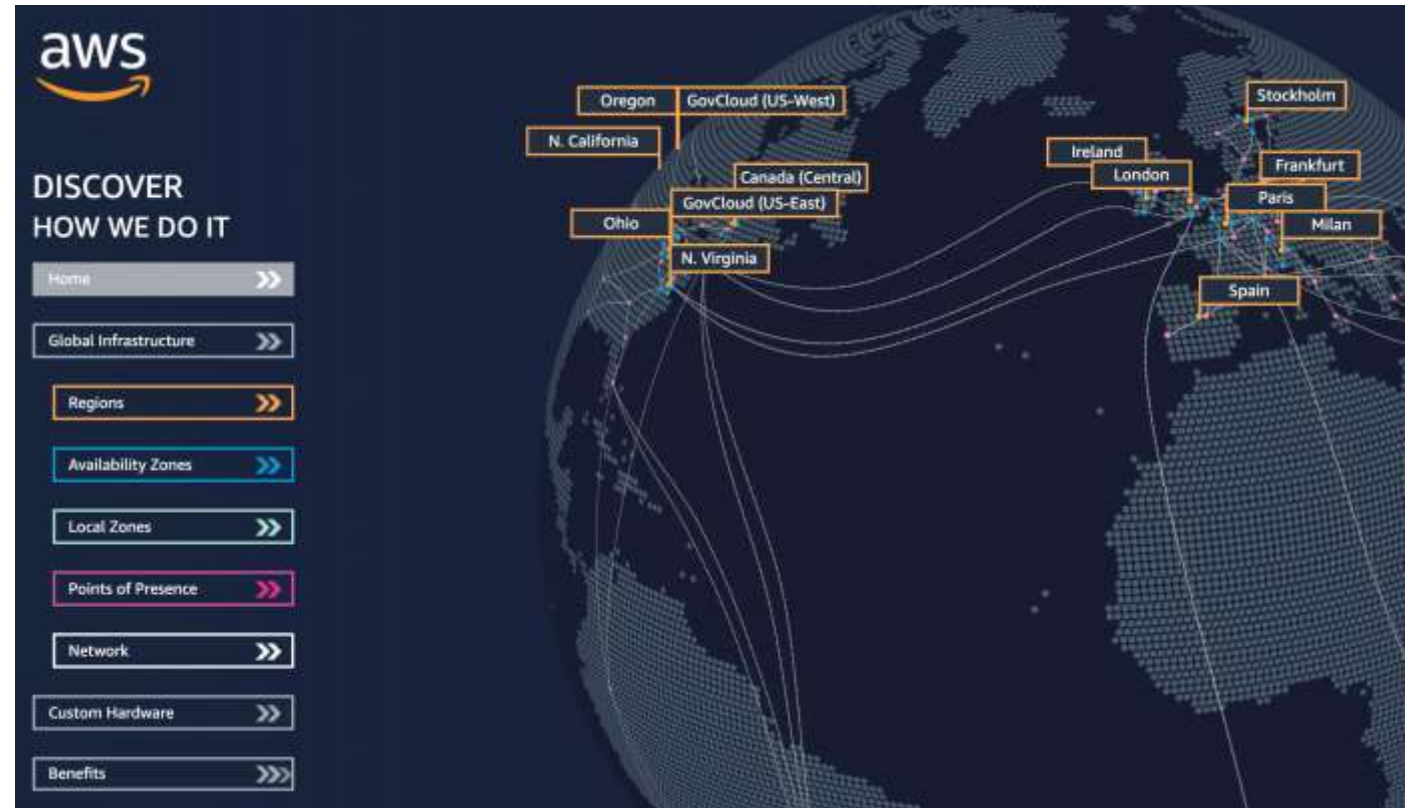 aws
DISCOVER
HOW WE DO IT
Home
Global Infrastructure
Regions
Availability Zones
Local Zones
Points of Presence
Network
Custom Hardware
Benefits
Oregon
GovCloud (US-West)
N. California
Canada (Central)
GovCloud (US-East)
Ohio
N. Virginia
Stockholm
Ireland
London
Frankfurt
Paris
Milan
Spain